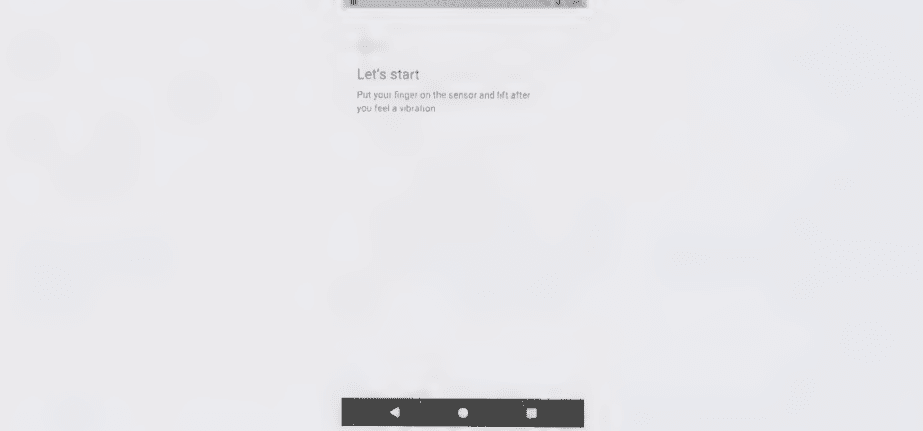 Let's start
Put your finger on the sensor and lift after
you feel a vibration